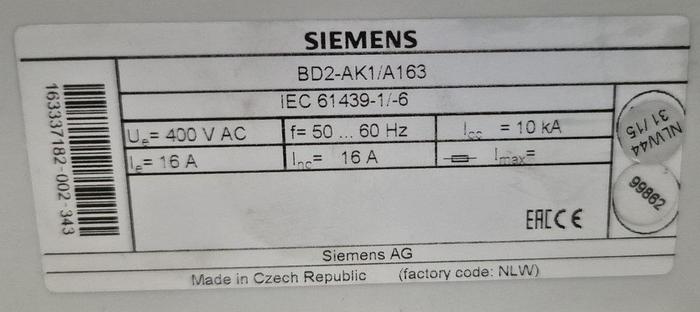 SIEMENS
BD2-AK1/A163
IEC 61439-1/-6
Ue= 400 V AC f= 50 ... 60 Hz Icc = 10 kA
Ie= 16 A Inc= 16 A Imax=
EAC CE
Siemens AG
Made in Czech Republic (factory code: NLW)
163337182-002-343
NLW44
31/15
99862